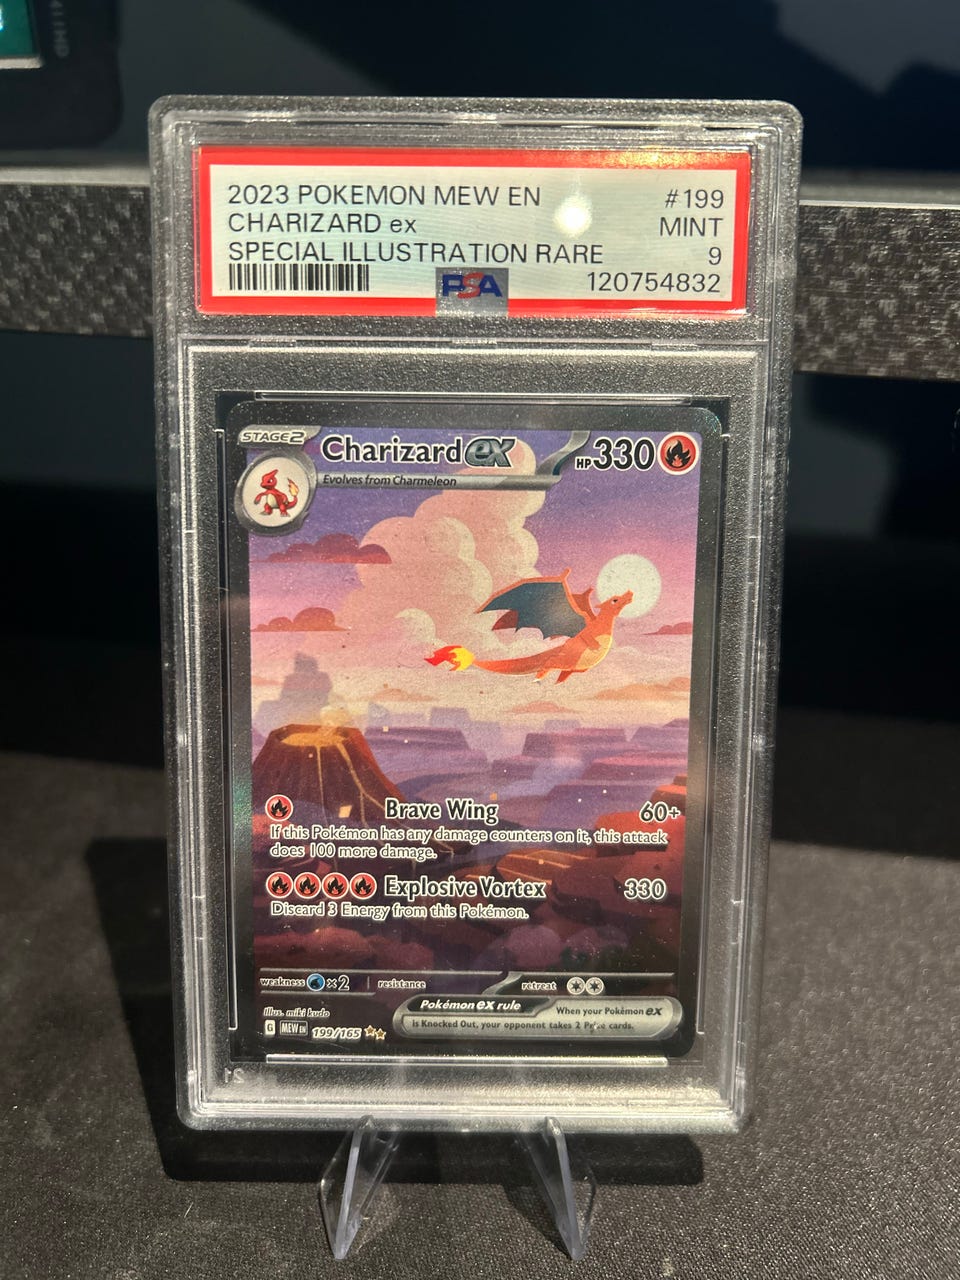 2023 POKEMON MEW EN
#199
CHARIZARD ex
MINT
SPECIAL ILLUSTRATION RARE
9
PSA
120754832
STAGE2
Charizard ex
HP330
Evolves from Charmeleon
Brave Wing
60+
If this Pokémon has any damage counters on it, this attack
does 100 more damage.
Explosive Vortex
330
Discard 3 Energy from this Pokémon.
weakness ×2
resistance
retreat
Illus. miki kudo
G MEW EN 199/165
Pokémon ex rule
When your Pokémon ex
is Knocked Out, your opponent takes 2 Prize cards.